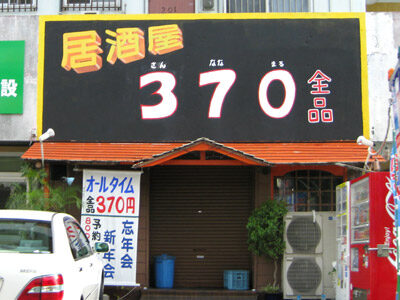 居酒屋
さん なな まる
370 全品
設
オールタイム
全品 370円
予約
忘年会
新年会